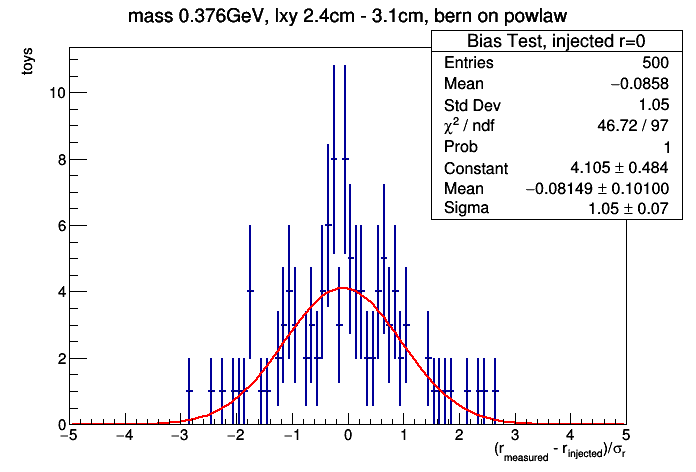 mass 0.376GeV, lxy 2.4cm - 3.1cm, bern on powlaw
toys
Bias Test, injected r=0
Entries 500
Mean −0.0858
Std Dev 1.05
χ² / ndf 46.72 / 97
Prob 1
Constant 4.105 ± 0.484
Mean −0.08149 ± 0.10100
Sigma 1.05 ± 0.07
10
8
6
4
2
0
−5 −4 −3 −2 −1 0 1 2 3 4 5
(r_measured - r_injected)/σ_r